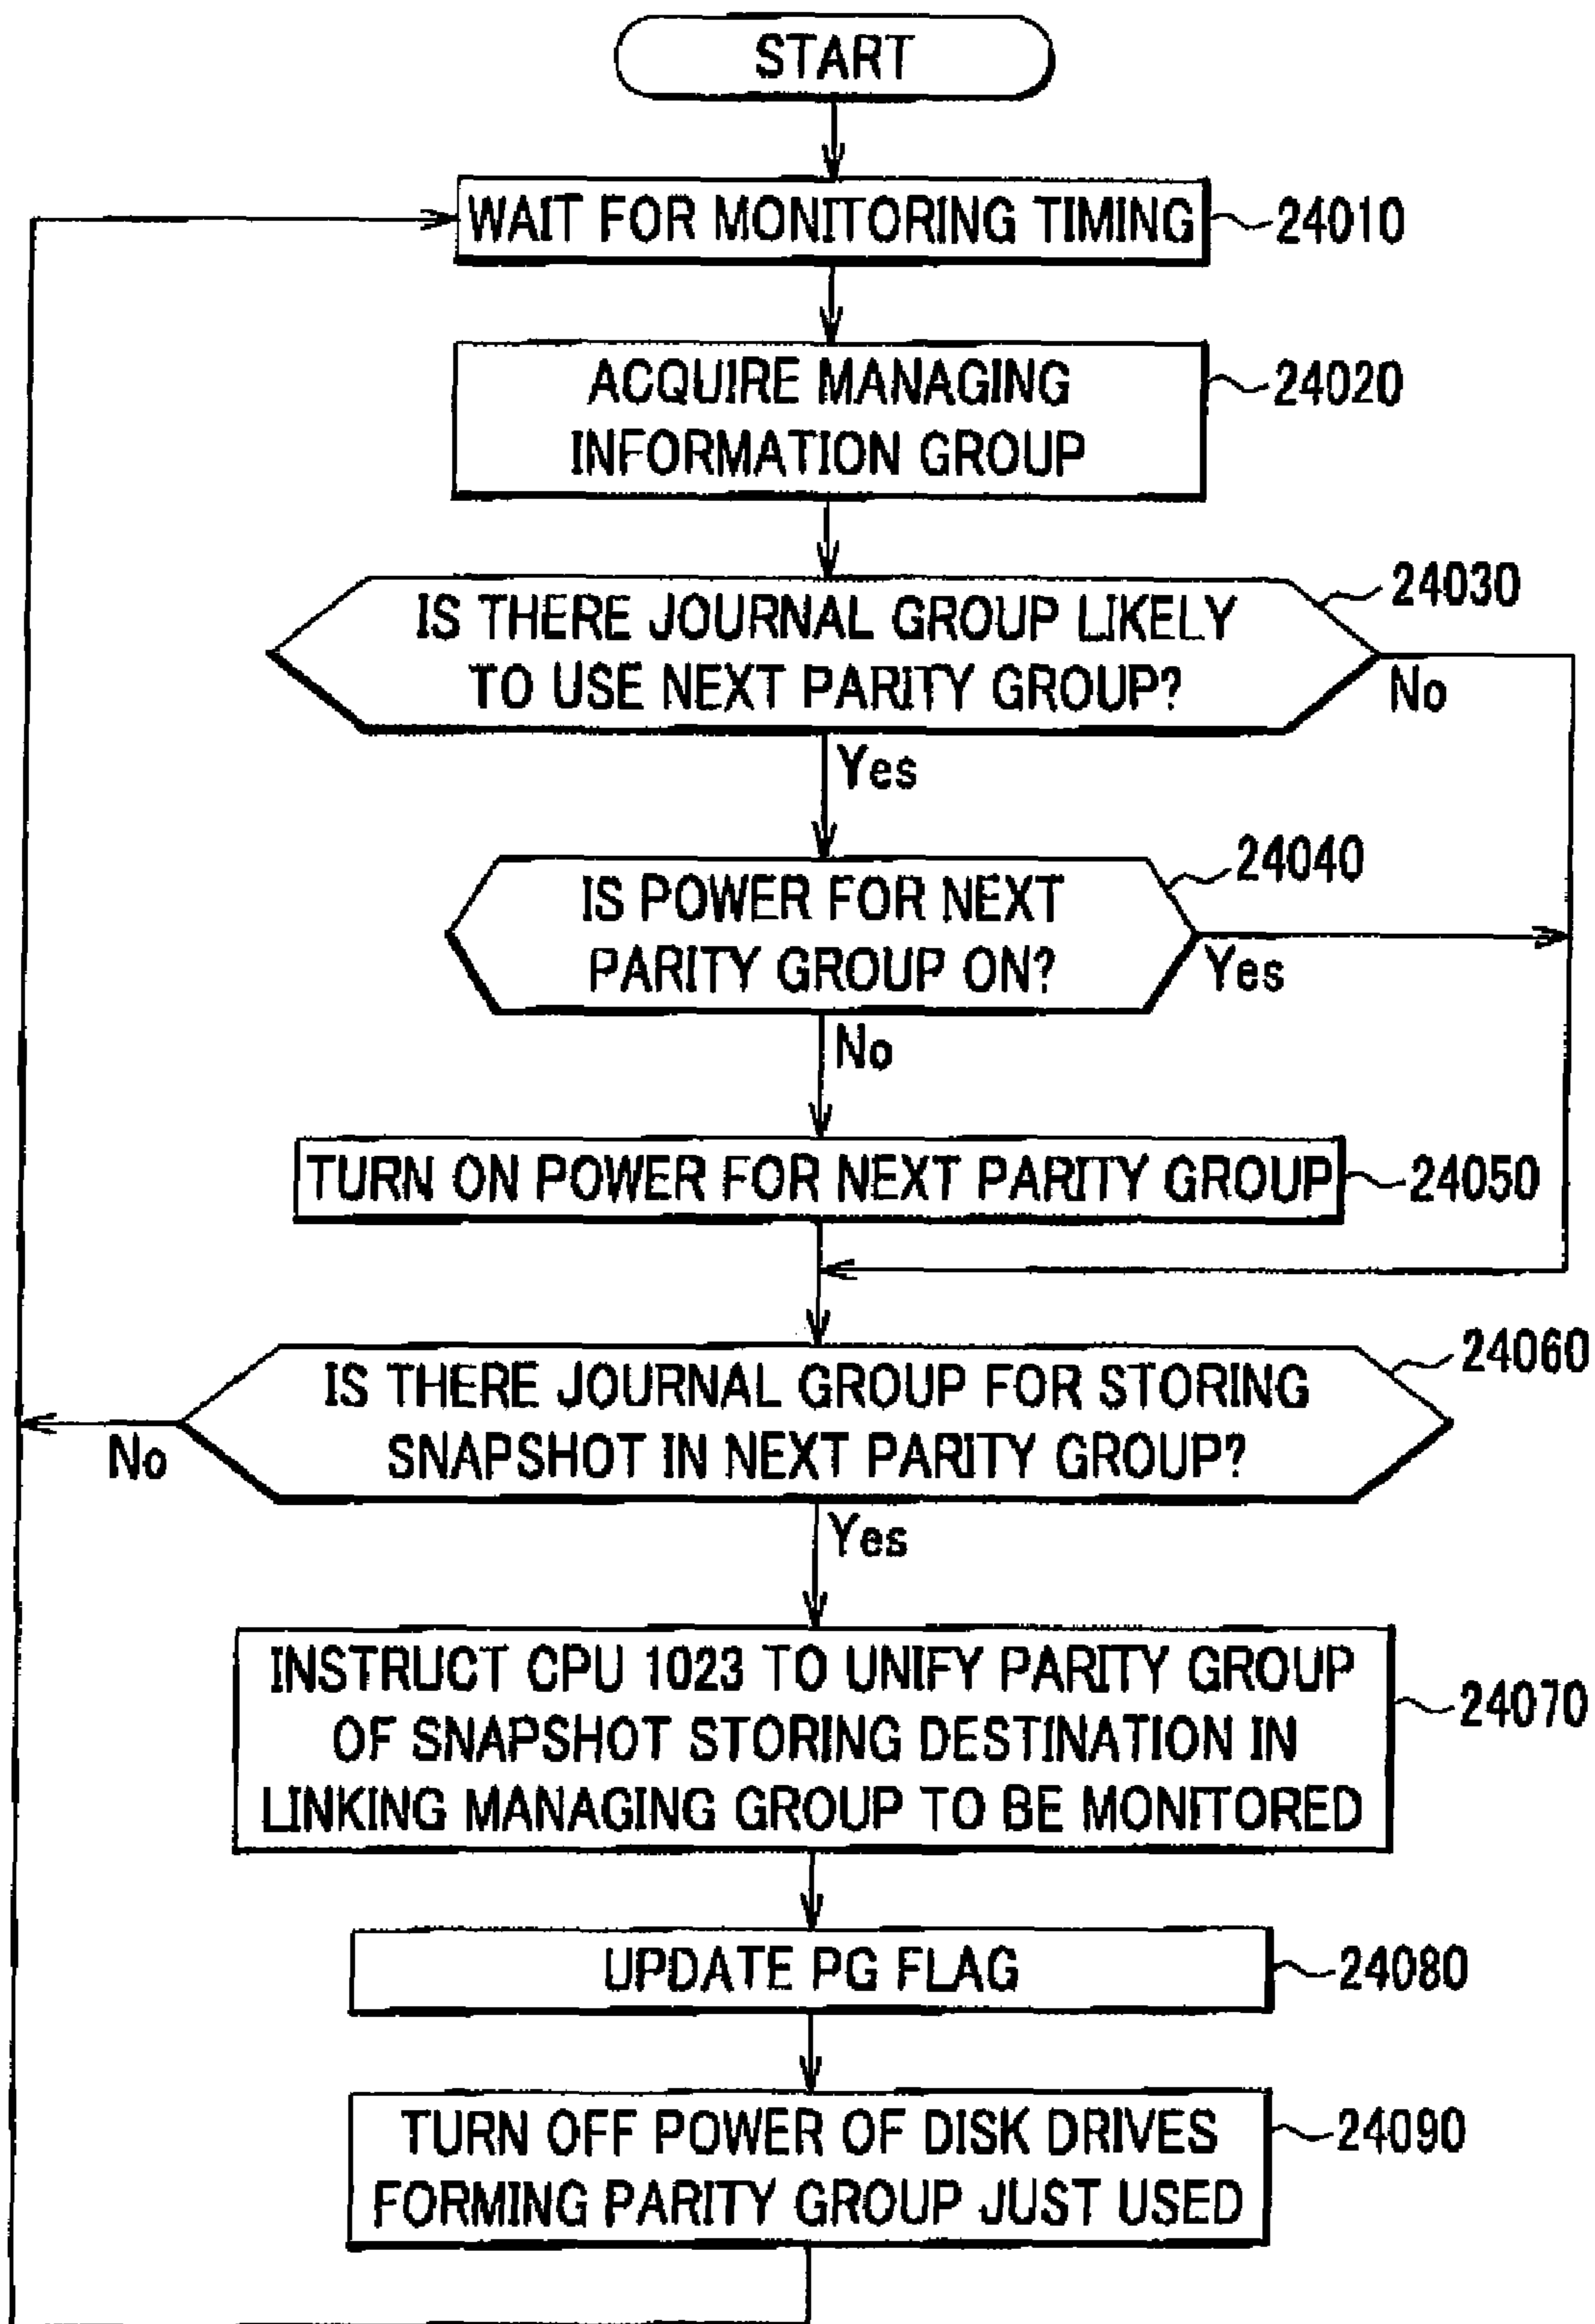 START
WAIT FOR MONITORING TIMING
24010
ACQUIRE MANAGING
INFORMATION GROUP
24020
IS THERE JOURNAL GROUP LIKELY
TO USE NEXT PARITY GROUP?
24030
No
Yes
IS POWER FOR NEXT
PARITY GROUP ON?
24040
Yes
No
TURN ON POWER FOR NEXT PARITY GROUP
24050
IS THERE JOURNAL GROUP FOR STORING
SNAPSHOT IN NEXT PARITY GROUP?
24060
No
Yes
INSTRUCT CPU 1023 TO UNIFY PARITY GROUP
OF SNAPSHOT STORING DESTINATION IN
LINKING MANAGING GROUP TO BE MONITORED
24070
UPDATE PG FLAG
24080
TURN OFF POWER OF DISK DRIVES
FORMING PARITY GROUP JUST USED
24090